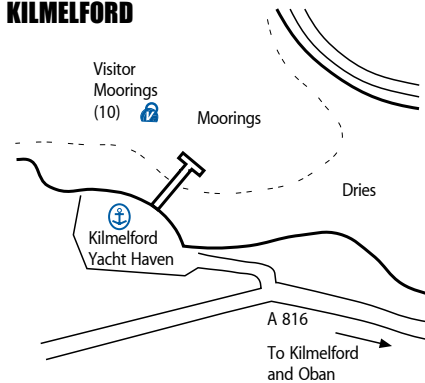 KILMELFORD
Visitor
Moorings
(10)
V
Moorings
Dries
Kilmelford
Yacht Haven
A 816
To Kilmelford
and Oban